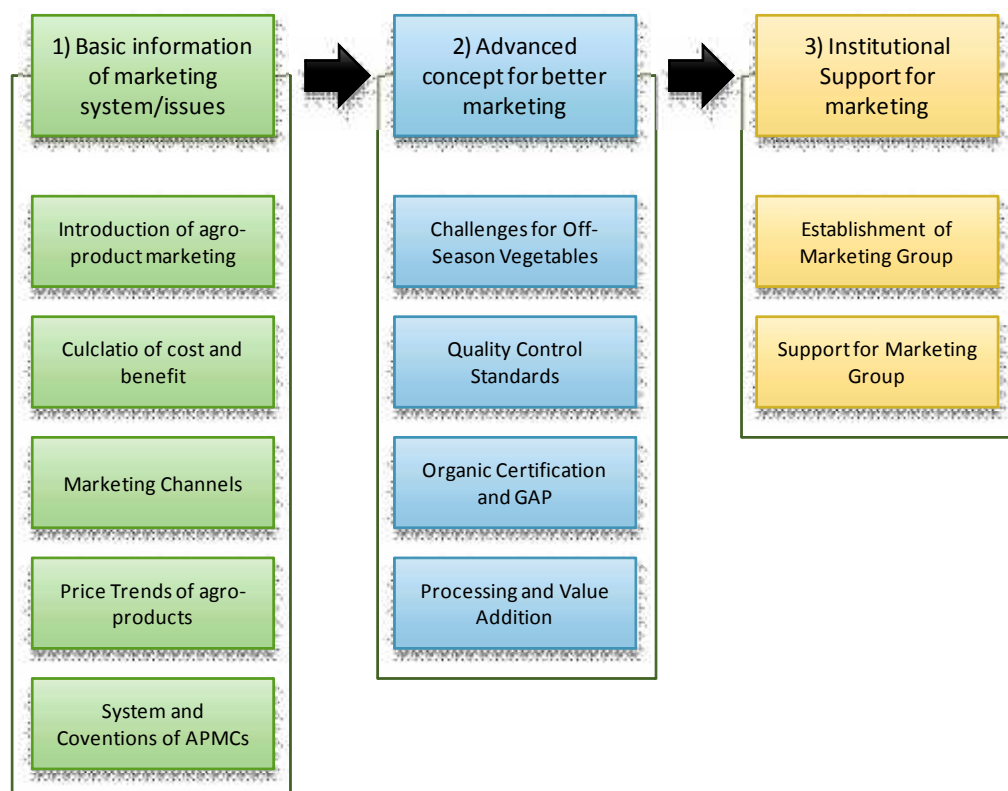 1) Basic information
of marketing
system/issues
Introduction of agro-
product marketing
Culclatio of cost and
benefit
Marketing Channels
Price Trends of agro-
products
System and
Coventions of APMCs
2) Advanced
concept for better
marketing
Challenges for Off-
Season Vegetables
Quality Control
Standards
Organic Certification
and GAP
Processing and Value
Addition
3) Institutional
Support for
marketing
Establishment of
Marketing Group
Support for Marketing
Group